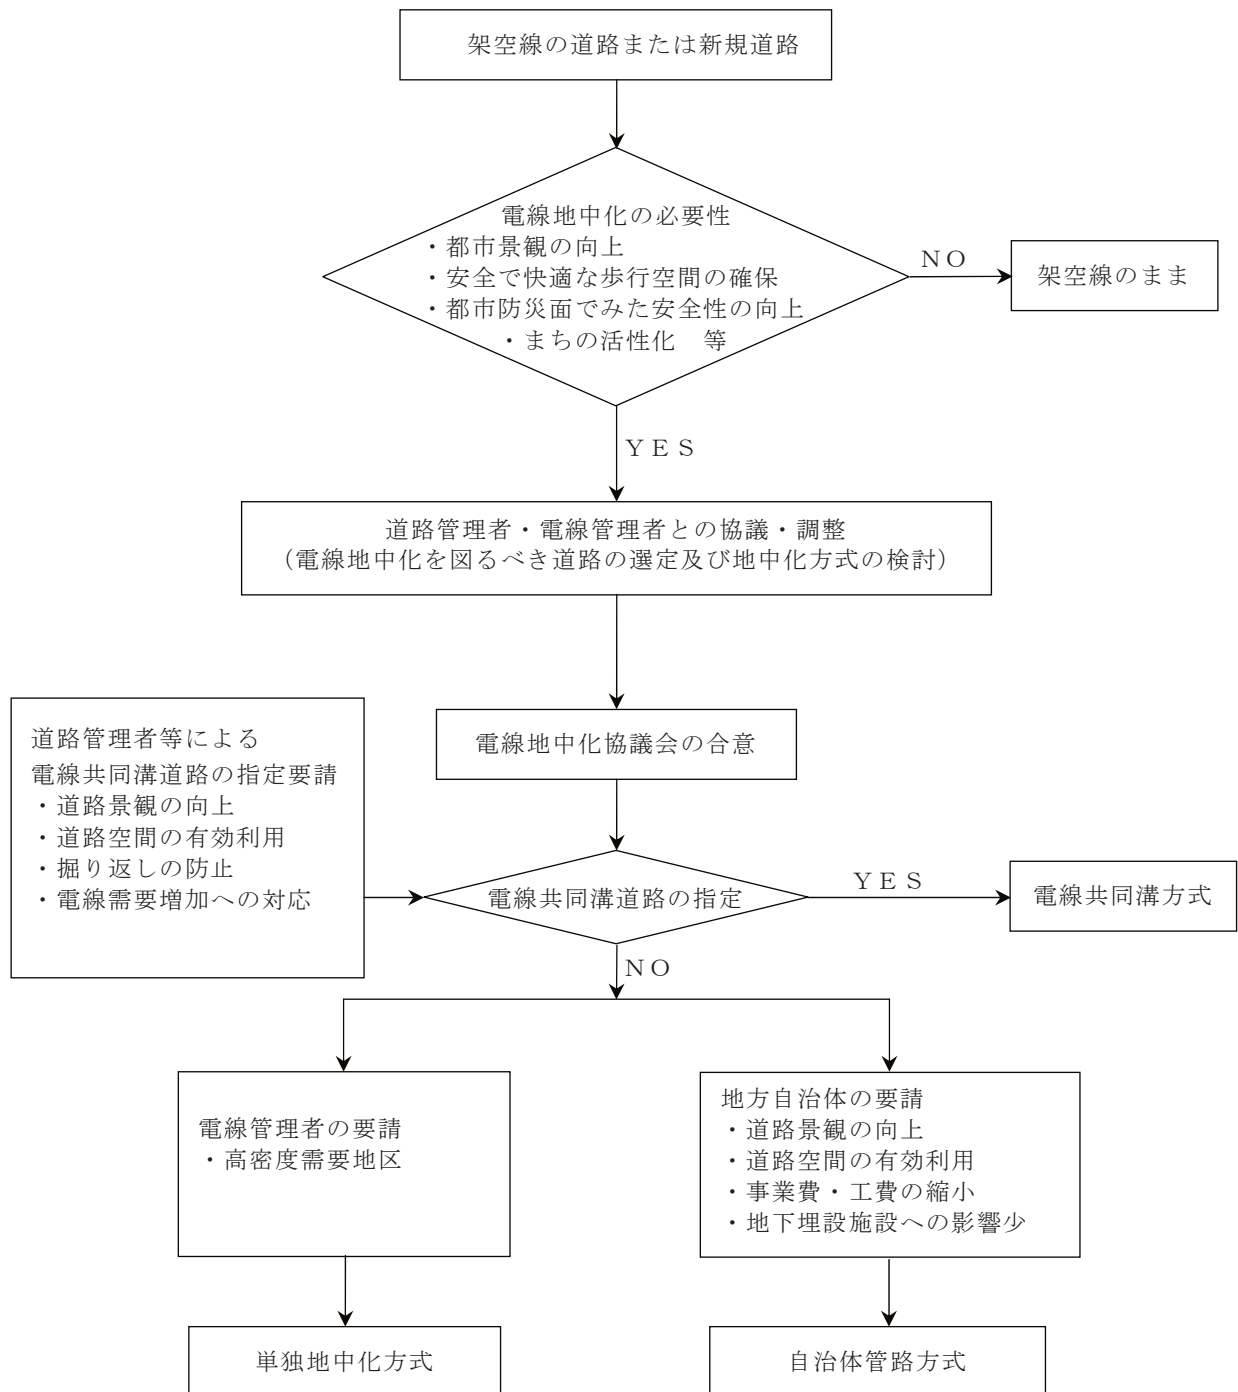 架空線の道路または新規道路
電線地中化の必要性
・都市景観の向上
・安全で快適な歩行空間の確保
・都市防災面でみた安全性の向上
・まちの活性化　等
NO
架空線のまま
YES
道路管理者・電線管理者との協議・調整
（電線地中化を図るべき道路の選定及び地中化方式の検討）
電線地中化協議会の合意
道路管理者等による
電線共同溝道路の指定要請
・道路景観の向上
・道路空間の有効利用
・掘り返しの防止
・電線需要増加への対応
電線共同溝道路の指定
YES
電線共同溝方式
NO
電線管理者の要請
・高密度需要地区
地方自治体の要請
・道路景観の向上
・道路空間の有効利用
・事業費・工費の縮小
・地下埋設施設への影響少
単独地中化方式
自治体管路方式